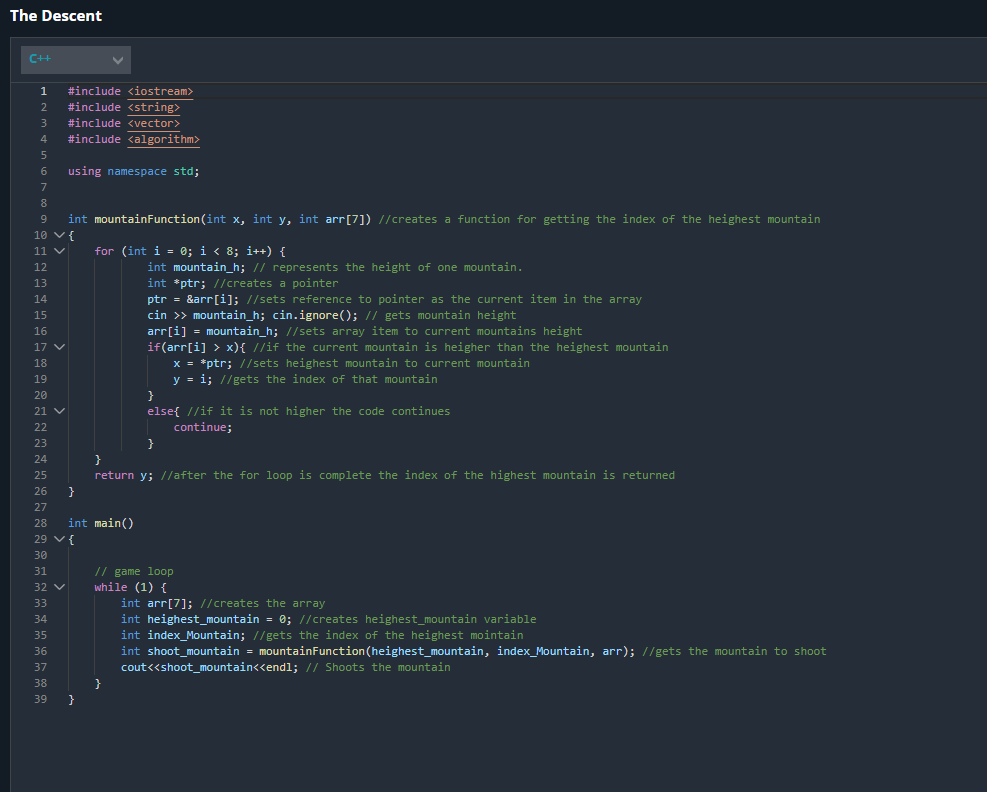 The Descent
C++
1 #include <iostream>
2 #include <string>
3 #include <vector>
4 #include <algorithm>
5
6 using namespace std;
7
8
9 int mountainFunction(int x, int y, int arr[7]) //creates a function for getting the index of the heighest mountain
10 {
11     for (int i = 0; i < 8; i++) {
12             int mountain_h; // represents the height of one mountain.
13             int *ptr; //creates a pointer
14             ptr = &arr[i]; //sets reference to pointer as the current item in the array
15             cin >> mountain_h; cin.ignore(); // gets mountain height
16             arr[i] = mountain_h; //sets array item to current mountains height
17             if(arr[i] > x){ //if the current mountain is heigher than the heighest mountain
18                 x = *ptr; //sets heighest mountain to current mountain
19                 y = i; //gets the index of that mountain
20             }
21             else{ //if it is not higher the code continues
22                 continue;
23             }
24     }
25     return y; //after the for loop is complete the index of the highest mountain is returned
26 }
27
28 int main()
29 {
30
31     // game loop
32     while (1) {
33         int arr[7]; //creates the array
34         int heighest_mountain = 0; //creates heighest_mountain variable
35         int index_Mountain; //gets the index of the heighest mointain
36         int shoot_mountain = mountainFunction(heighest_mountain, index_Mountain, arr); //gets the mountain to shoot
37         cout<<shoot_mountain<<endl; // Shoots the mountain
38     }
39 }